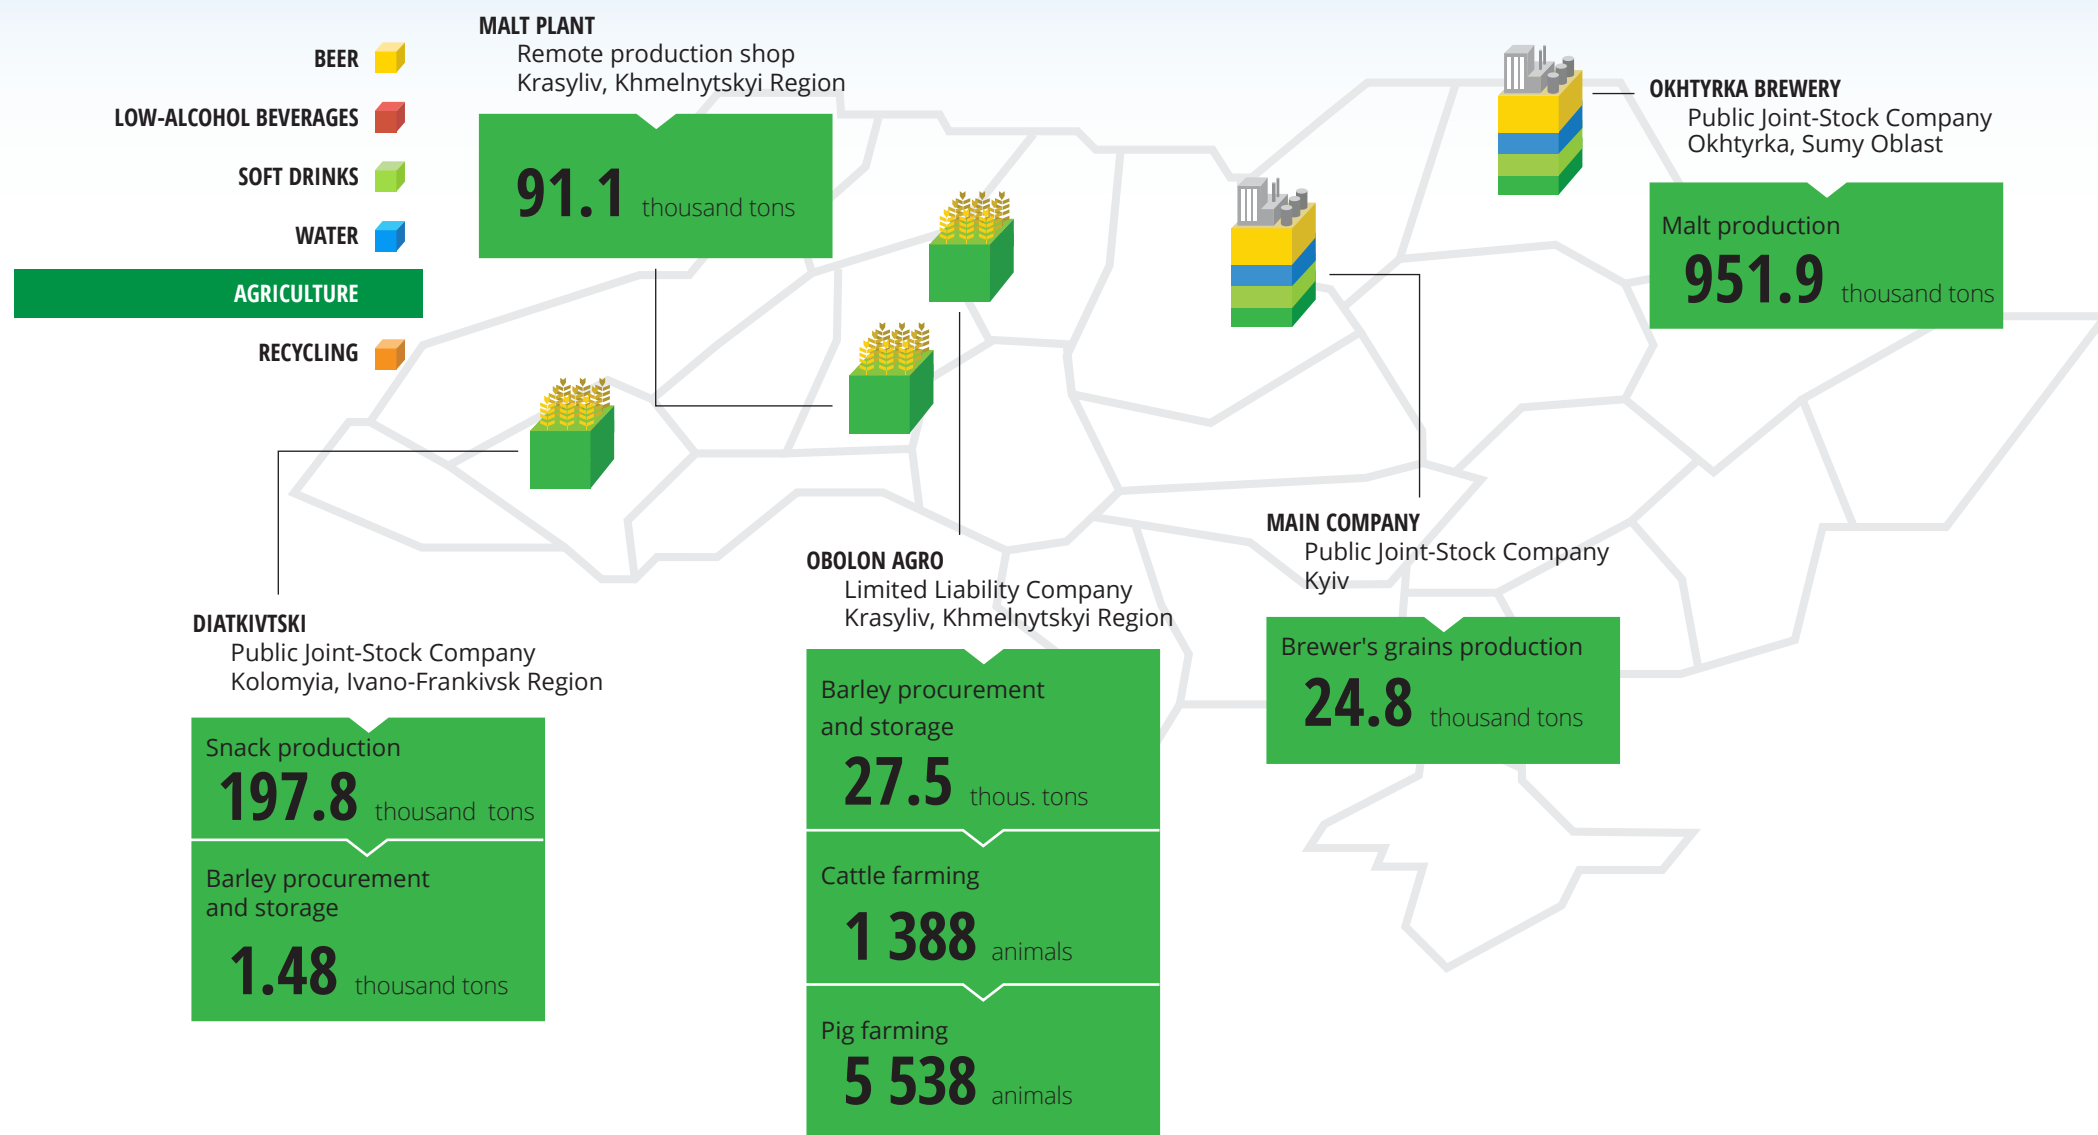 BEER
LOW-ALCOHOL BEVERAGES
SOFT DRINKS
WATER
AGRICULTURE
RECYCLING
MALT PLANT
Remote production shop
Krasyliv, Khmelnytskyi Region
91.1 thousand tons
OKHTYRKA BREWERY
Public Joint-Stock Company
Okhtyrka, Sumy Oblast
Malt production
951.9 thousand tons
DIATKIVTSKI
Public Joint-Stock Company
Kolomyia, Ivano-Frankivsk Region
Snack production
197.8 thousand tons
Barley procurement
and storage
1.48 thousand tons
OBOLON AGRO
Limited Liability Company
Krasyliv, Khmelnytskyi Region
Barley procurement
and storage
27.5 thous. tons
Cattle farming
1 388 animals
Pig farming
5 538 animals
MAIN COMPANY
Public Joint-Stock Company
Kyiv
Brewer's grains production
24.8 thousand tons